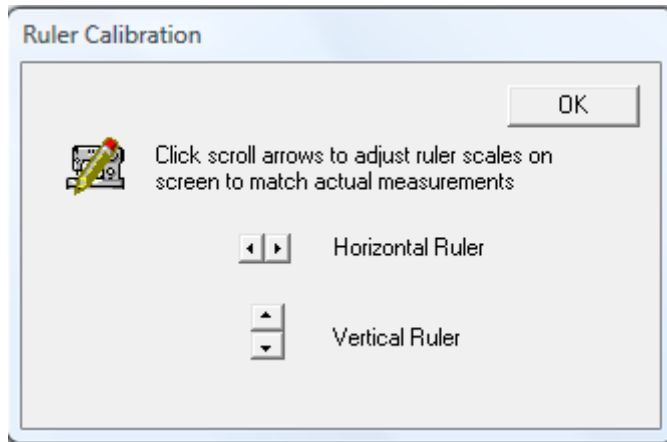 Ruler Calibration
OK
Click scroll arrows to adjust ruler scales on
screen to match actual measurements
Horizontal Ruler
Vertical Ruler